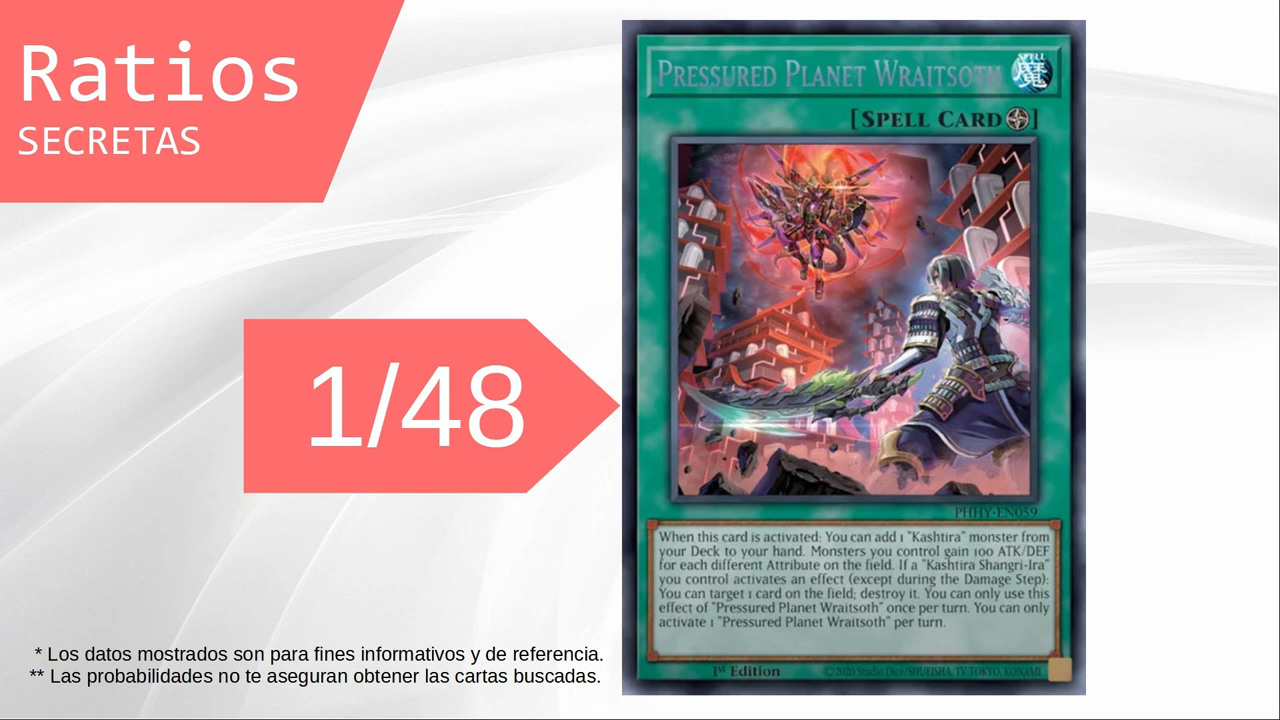 Ratios
SECRETAS
1/48
* Los datos mostrados son para fines informativos y de referencia.
** Las probabilidades no te aseguran obtener las cartas buscadas.
PRESSURED PLANET WRAITSOTH
SPELL
魔
[SPELL CARD]
PHHY-EN059
When this card is activated: You can add 1 "Kashtira" monster from
your Deck to your hand. Monsters you control gain 100 ATK/DEF
for each different Attribute on the field. If a "Kashtira Shangri-Ira"
you control activates an effect (except during the Damage Step):
You can target 1 card on the field; destroy it. You can only use this
effect of "Pressured Planet Wraitsoth" once per turn. You can only
activate 1 "Pressured Planet Wraitsoth" per turn.
1st Edition
©2020 Studio Dice/SHUEISHA, TV TOKYO, KONAMI